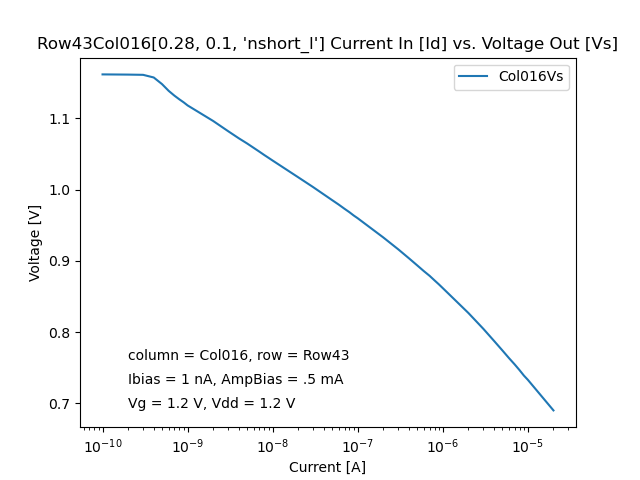 Row43Col016[0.28, 0.1, 'nshort_l'] Current In [Id] vs. Voltage Out [Vs]
Col016Vs
1.1
1.0
0.9
0.8
0.7
Voltage [V]
column = Col016, row = Row43
Ibias = 1 nA, AmpBias = .5 mA
Vg = 1.2 V, Vdd = 1.2 V
10⁻¹⁰ 10⁻⁹ 10⁻⁸ 10⁻⁷ 10⁻⁶ 10⁻⁵
Current [A]